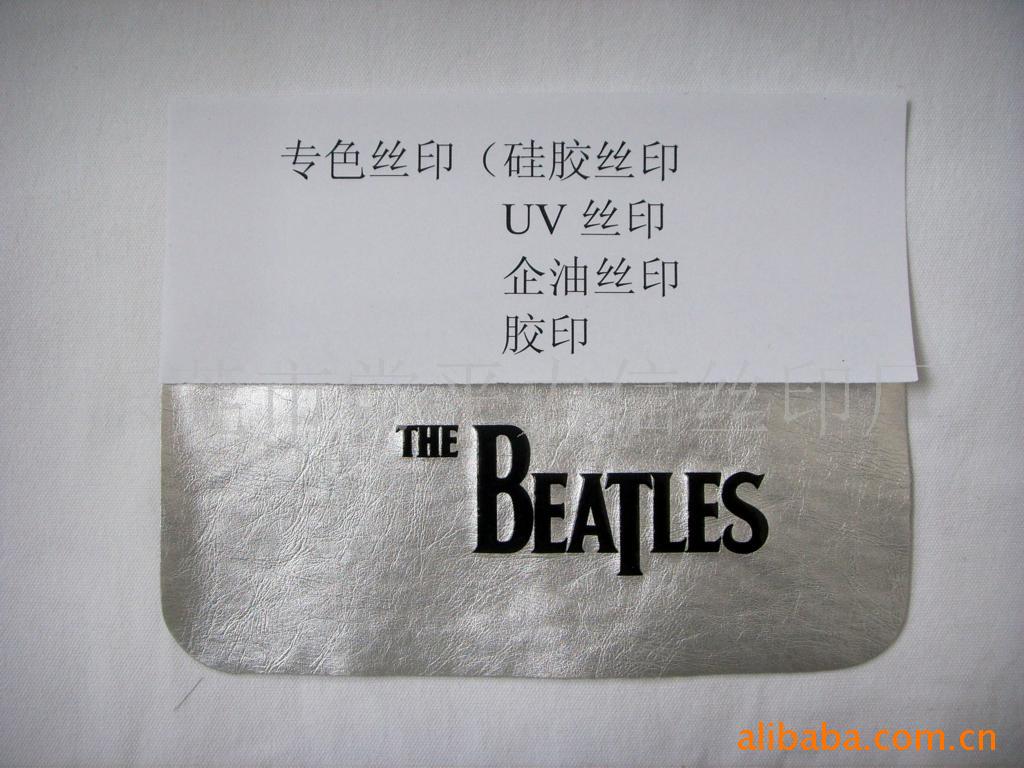 专色丝印（硅胶丝印
UV 丝印
企油丝印
胶印
THE BEATLES
alibaba.com.cn